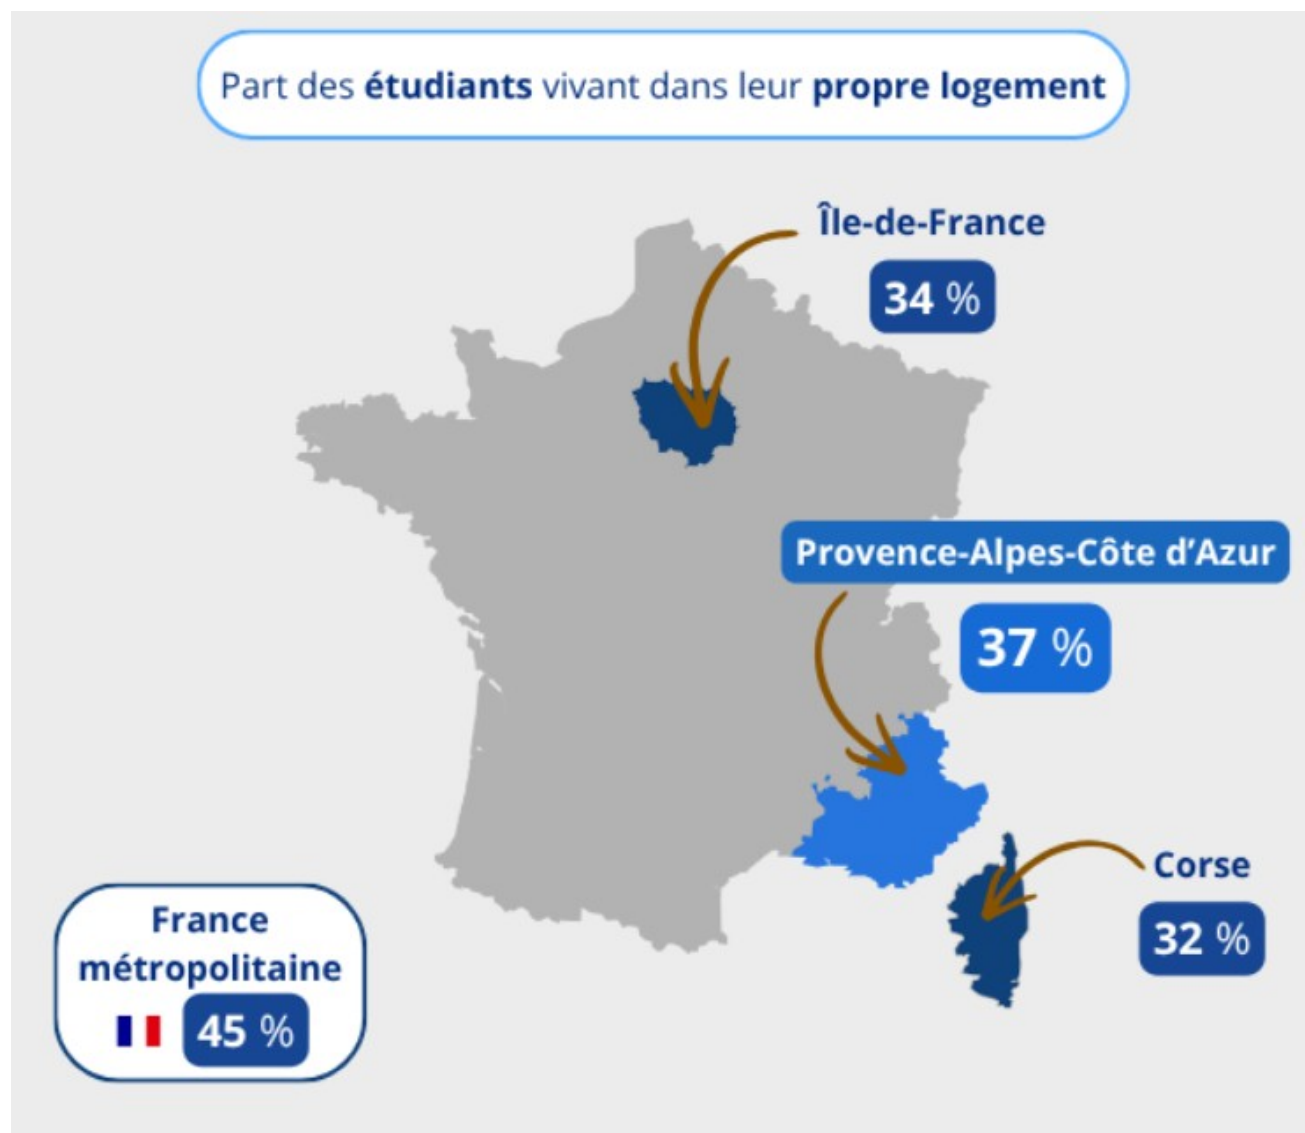 Part des étudiants vivant dans leur propre logement
Île-de-France
34 %
Provence-Alpes-Côte d’Azur
37 %
Corse
32 %
France
métropolitaine
45 %